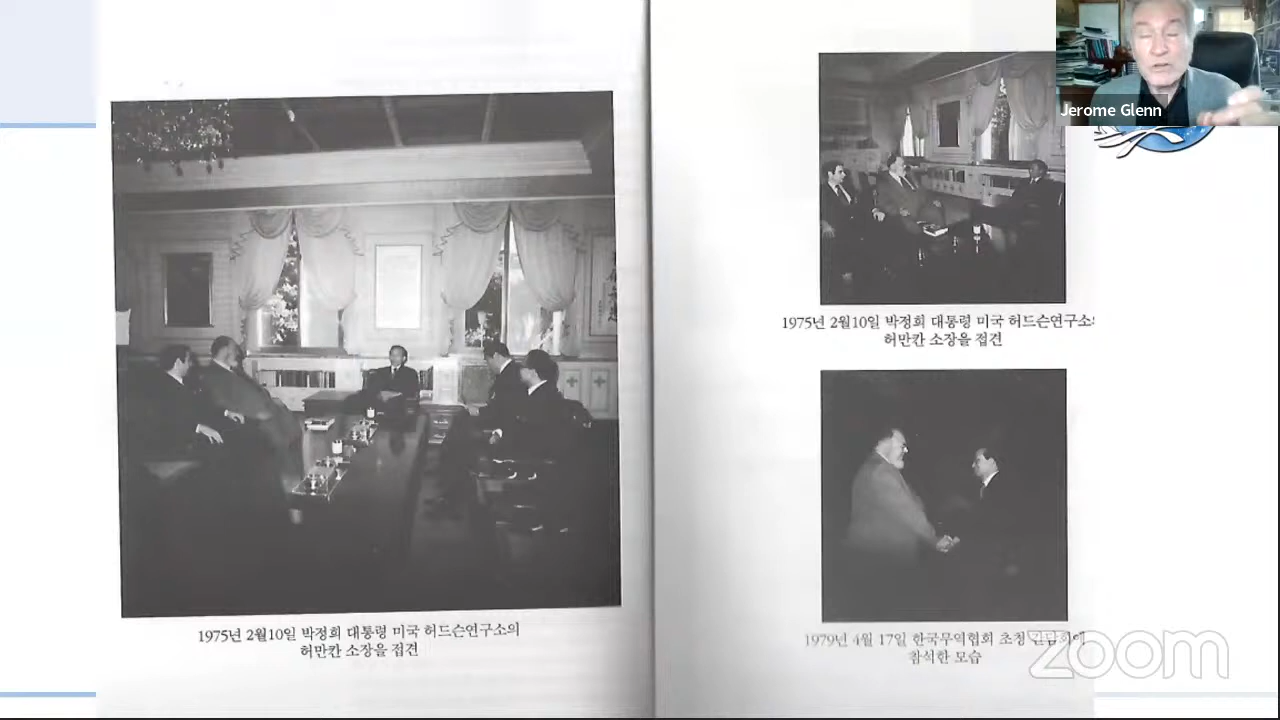 Jerome Glenn
1975년 2월10일 박정희 대통령 미국 허드슨연구소의
허만칸 소장을 접견
1975년 2월10일 박정희 대통령 미국 허드슨연구소
허만칸 소장을 접견
1979년 4월 17일 한국무역협회 초청
참석한 모습
zoom